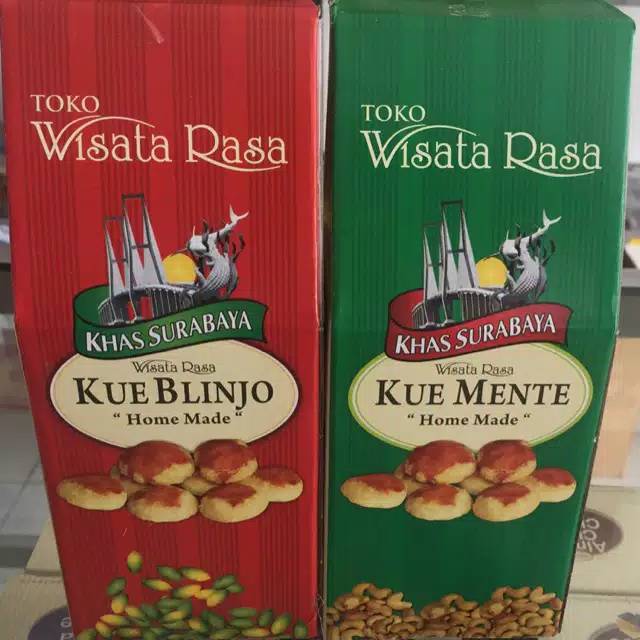 TOKO
Wisata Rasa
KHAS SURABAYA
Wisata Rasa
KUE BLINJO
“ Home Made “
TOKO
Wisata Rasa
KHAS SURABAYA
Wisata Rasa
KUE MENTE
“ Home Made “